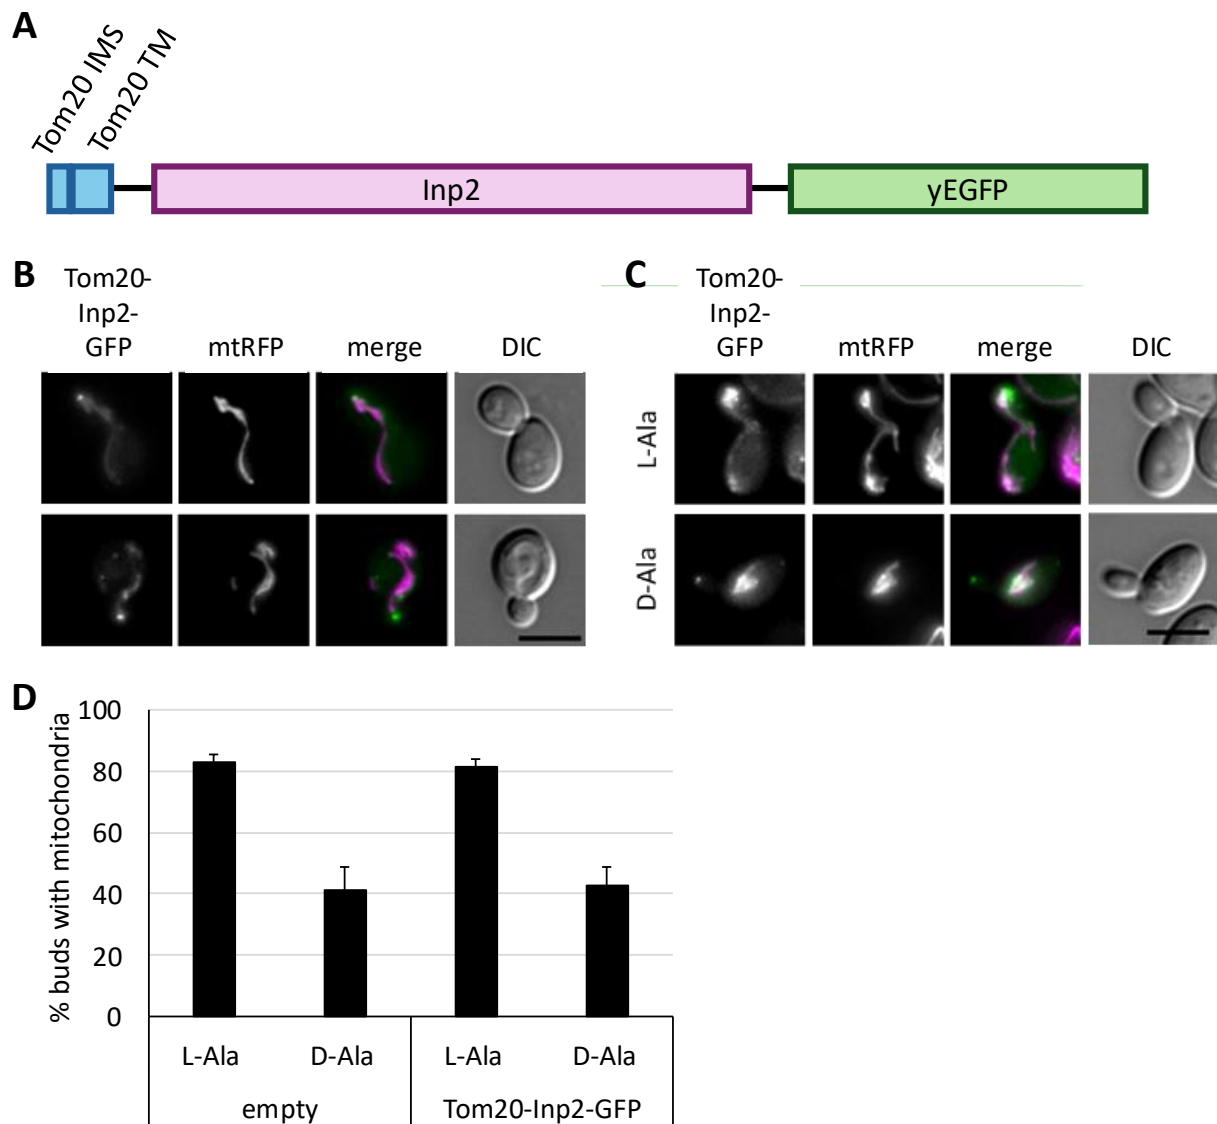 A
Tom20 IMS
Tom20 TM
Inp2
yEGFP
B
Tom20-
Inp2-
GFP
mtRFP
merge
DIC
C
Tom20-
Inp2-
GFP
mtRFP
merge
DIC
L-Ala
D-Ala
D
% buds with mitochondria
100
80
60
40
20
0
L-Ala
D-Ala
L-Ala
D-Ala
empty
Tom20-Inp2-GFP